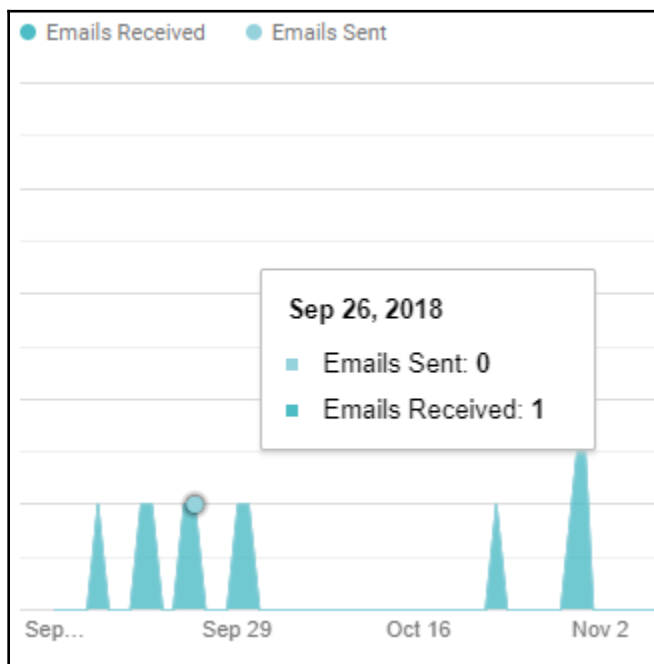 Emails Received Emails Sent
Sep 26, 2018
Emails Sent: 0
Emails Received: 1
Sep... Sep 29 Oct 16 Nov 2